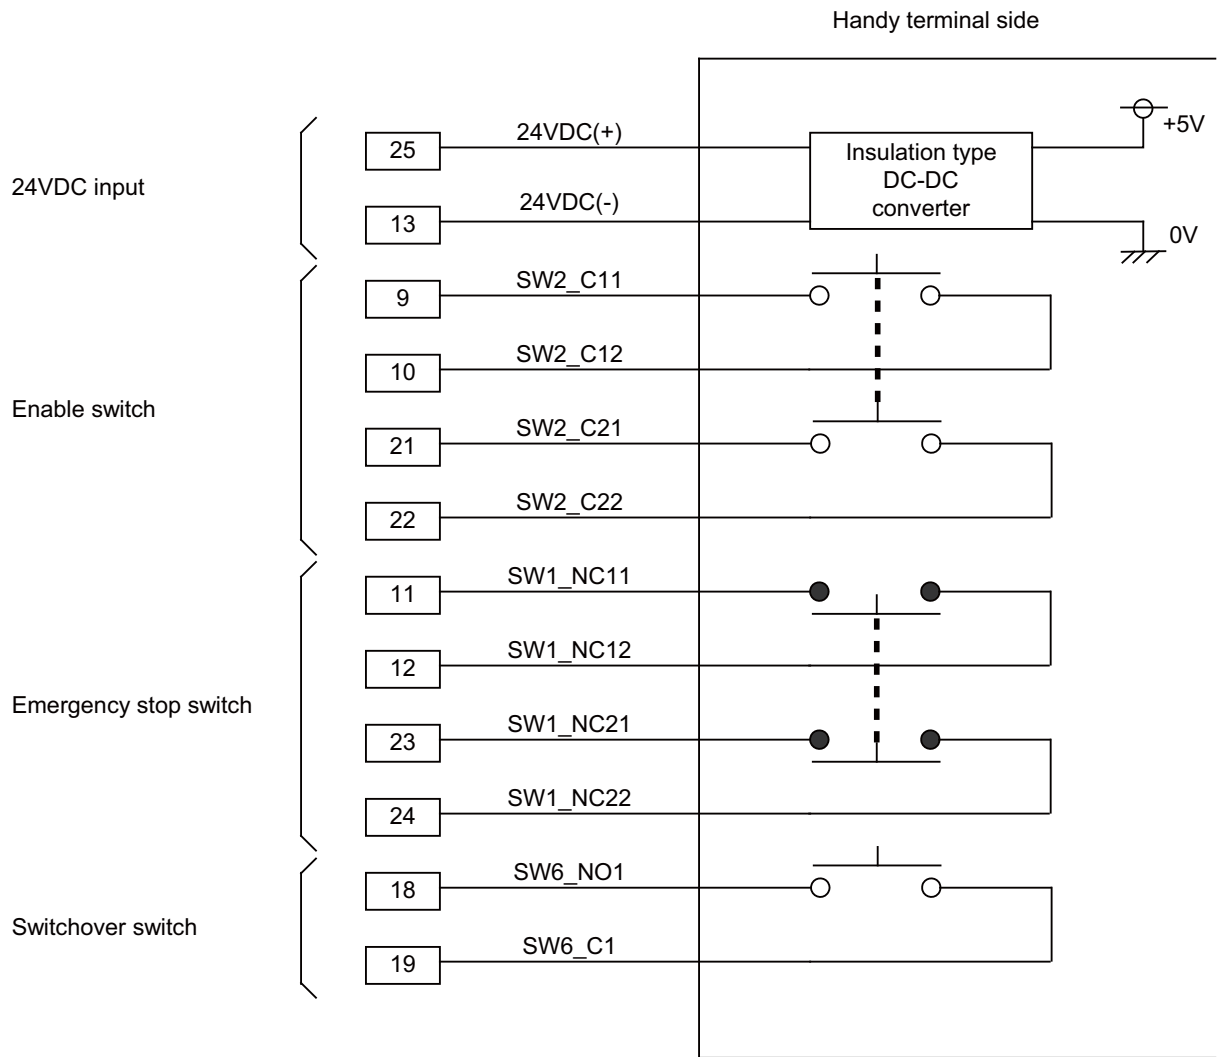 Handy terminal side
24VDC input
25
24VDC(+)
Insulation type
DC-DC
converter
+5V
13
24VDC(-)
0V
Enable switch
9
SW2_C11
10
SW2_C12
21
SW2_C21
22
SW2_C22
Emergency stop switch
11
SW1_NC11
12
SW1_NC12
23
SW1_NC21
24
SW1_NC22
Switchover switch
18
SW6_NO1
19
SW6_C1